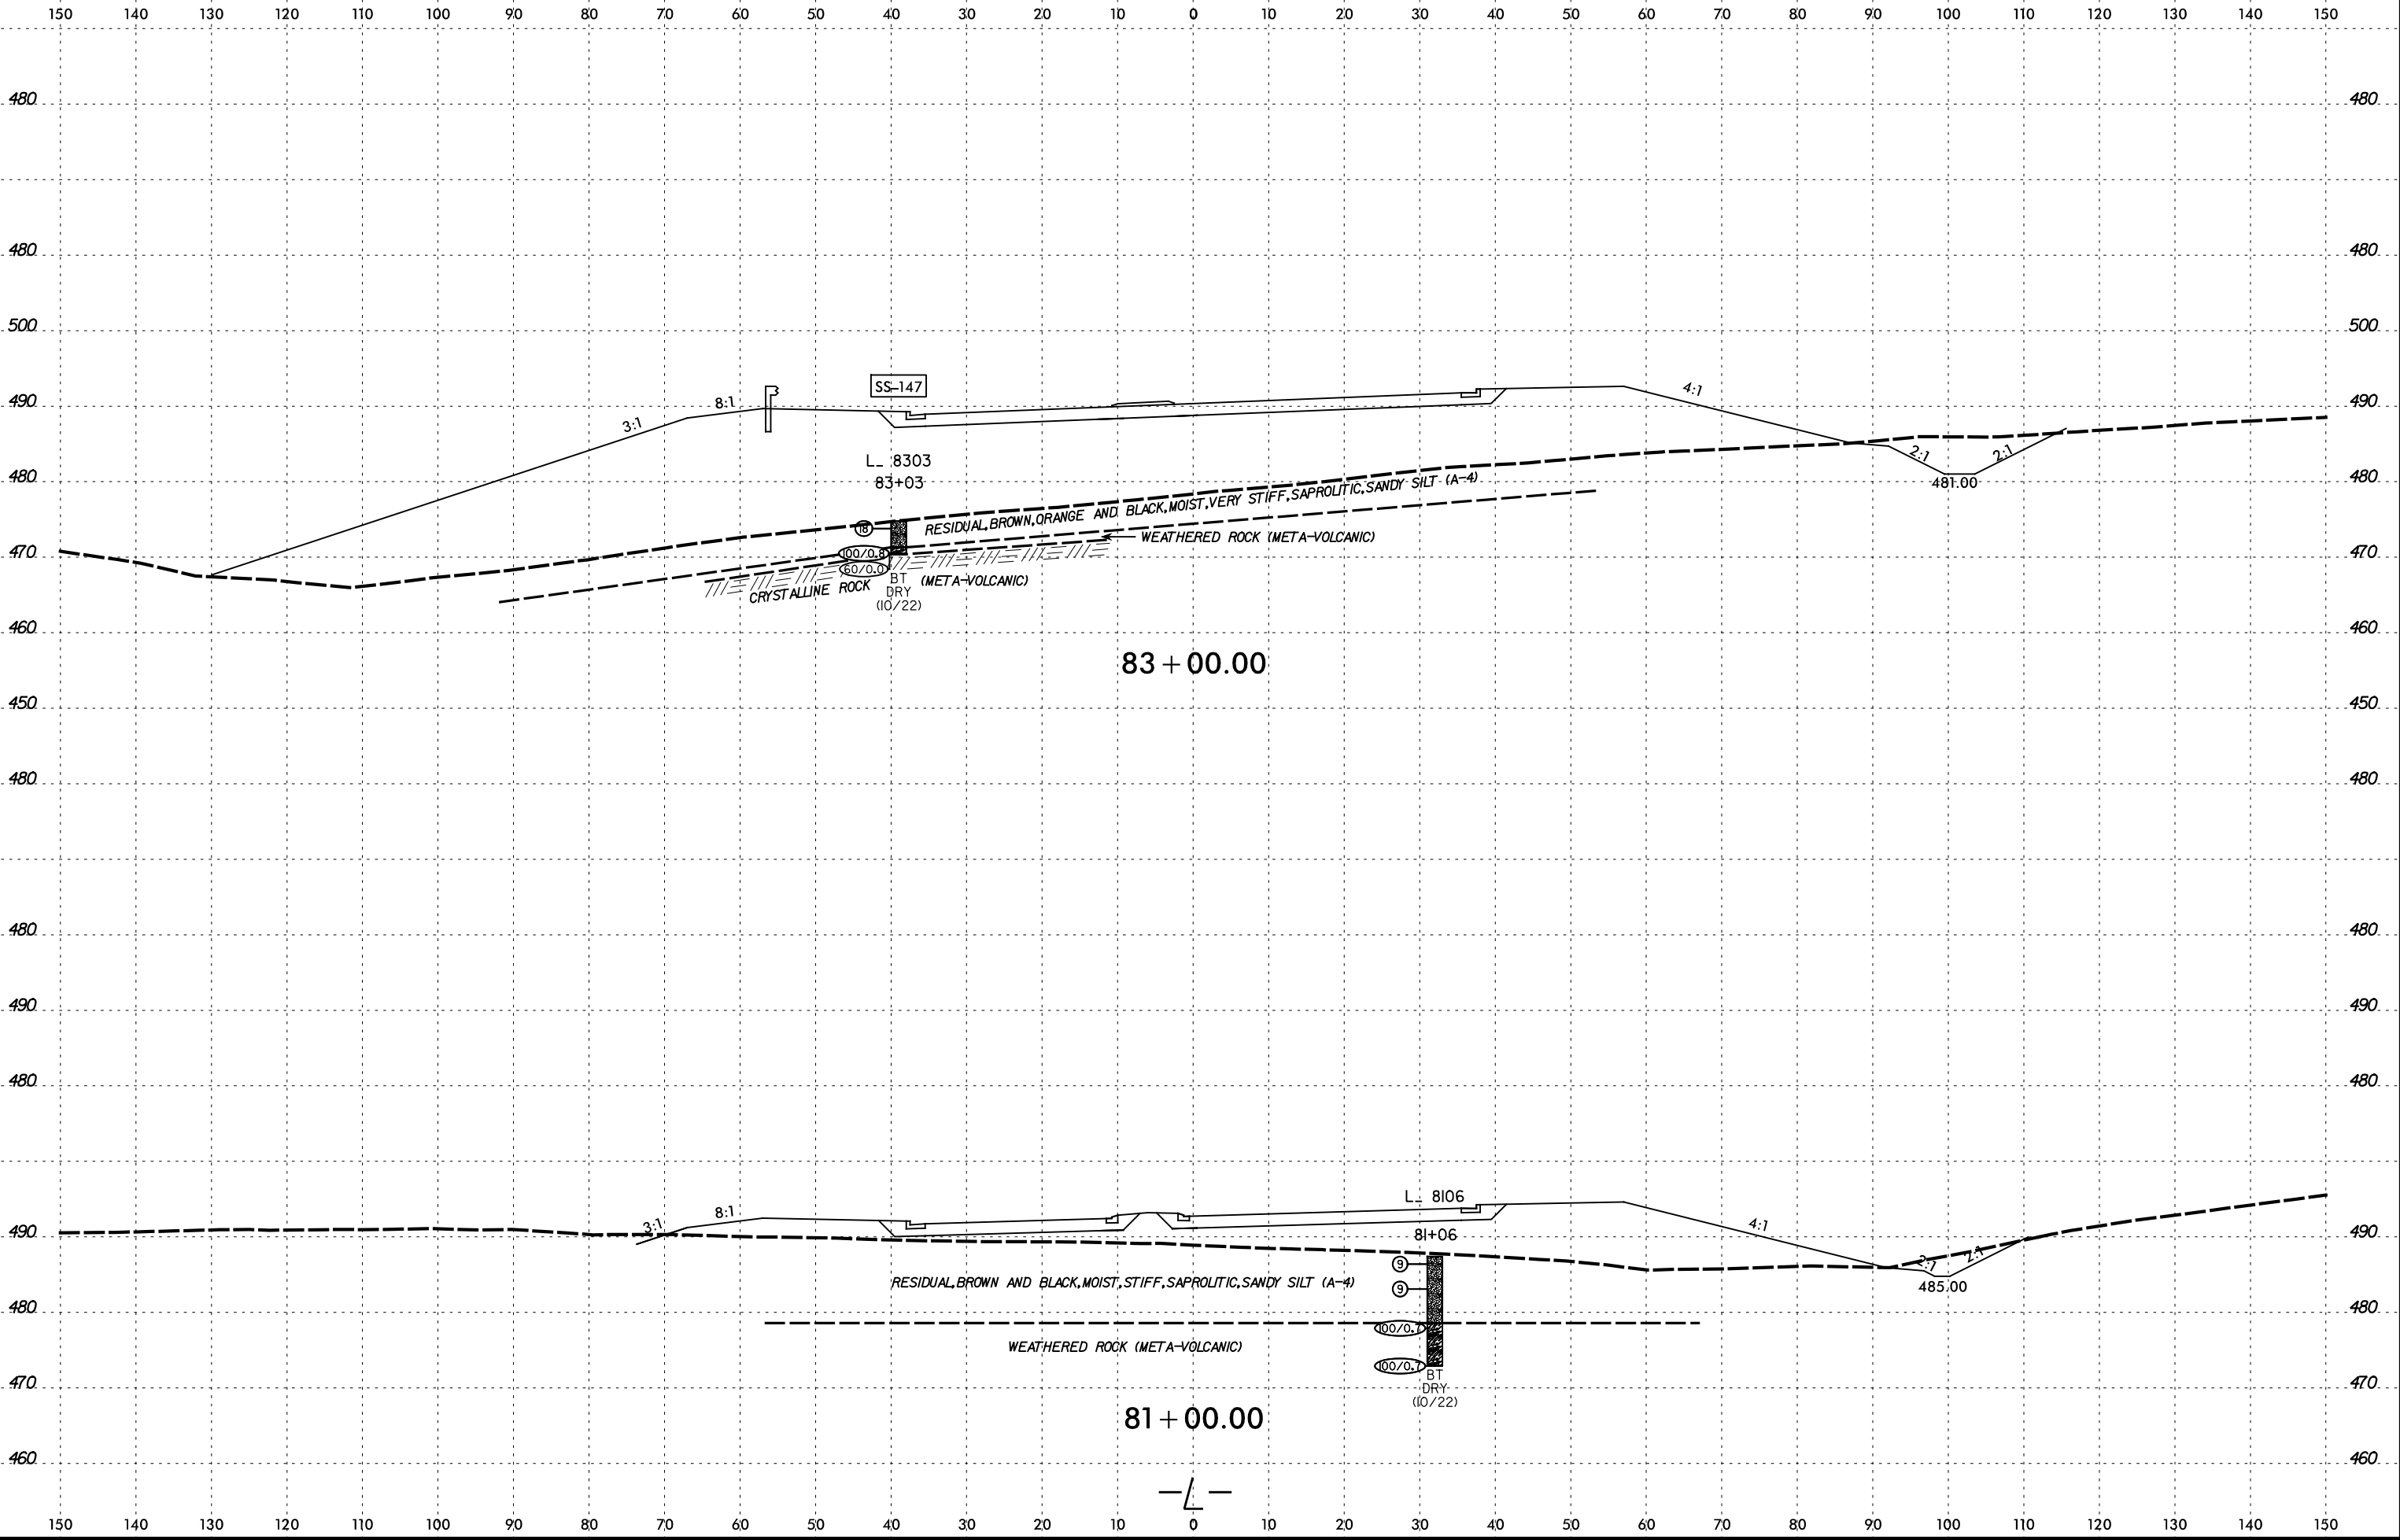 150 140 130 120 110 100 90 80 70 60 50 40 30 20 10 0 10 20 30 40 50 60 70 80 90 100 110 120 130 140 150
480 480
480 480
500 500
SS-147
4:1
490 8:1 490
3:1
L_ 8303
2:1 2:1
480 83+03 481.00 480
RESIDUAL,BROWN,ORANGE AND BLACK,MOIST,VERY STIFF,SAPROLITIC,SANDY SILT (A-4)
18
WEATHERED ROCK (META-VOLCANIC)
470 100/0.8 470
60/0.0
CRYSTALLINE ROCK (META-VOLCANIC)
BT
DRY
(10/22)
460 460
83+00.00
450 450
480 480
480 480
490 490
480 480
L_ 8106
8:1
3:1 4:1
490 81+06 490
2:1 2:1
9
RESIDUAL,BROWN AND BLACK,MOIST,STIFF,SAPROLITIC,SANDY SILT (A-4)
9 485.00
480 480
100/0.7
WEATHERED ROCK (META-VOLCANIC)
100/0.7
BT
470 DRY 470
(10/22)
81+00.00
460 460
-L-
150 140 130 120 110 100 90 80 70 60 50 40 30 20 10 0 10 20 30 40 50 60 70 80 90 100 110 120 130 140 150